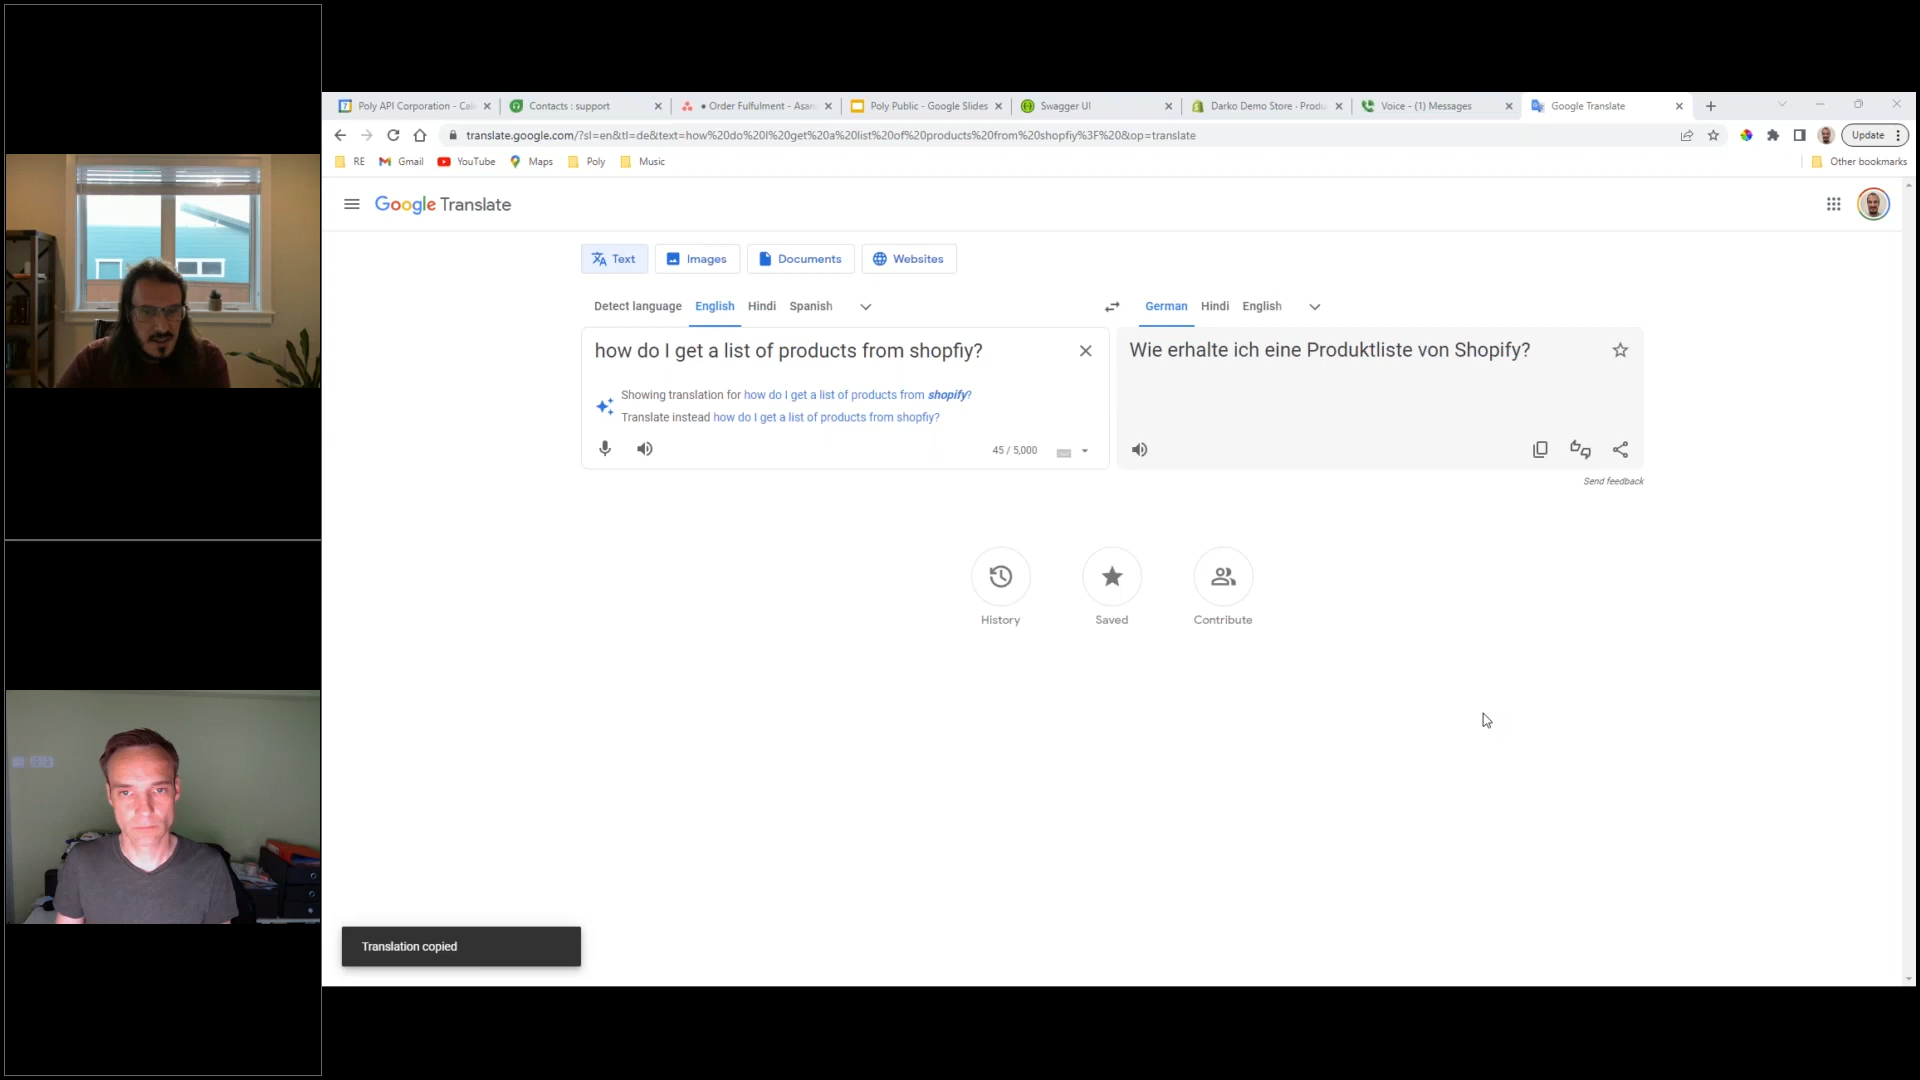 Poly API Corporation - Cal
Contacts : support
• Order Fulfulment - Asan
Poly Public - Google Slides
Swagger UI
Darko Demo Store · Produ
Voice - (1) Messages
Google Translate
translate.google.com/?sl=en&tl=de&text=how%20do%20I%20get%20a%20list%20of%20products%20from%20shopfiy%3F%20&op=translate
Update
RE
Gmail
YouTube
Maps
Poly
Music
Other bookmarks
Google Translate
Text
Images
Documents
Websites
Detect language
English
Hindi
Spanish
German
Hindi
English
how do I get a list of products from shopfiy?
Wie erhalte ich eine Produktliste von Shopify?
Showing translation for how do I get a list of products from shopify?
Translate instead how do I get a list of products from shopfiy?
45 / 5,000
Send feedback
History
Saved
Contribute
Translation copied